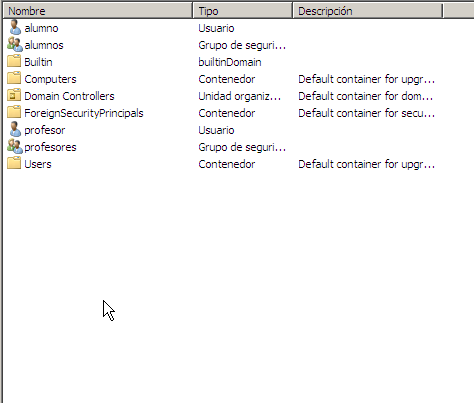 Nombre Tipo Descripción
alumno Usuario
alumnos Grupo de seguri...
Builtin builtinDomain
Computers Contenedor Default container for upgr...
Domain Controllers Unidad organiz... Default container for dom...
ForeignSecurityPrincipals Contenedor Default container for secu...
profesor Usuario
profesores Grupo de seguri...
Users Contenedor Default container for upgr...